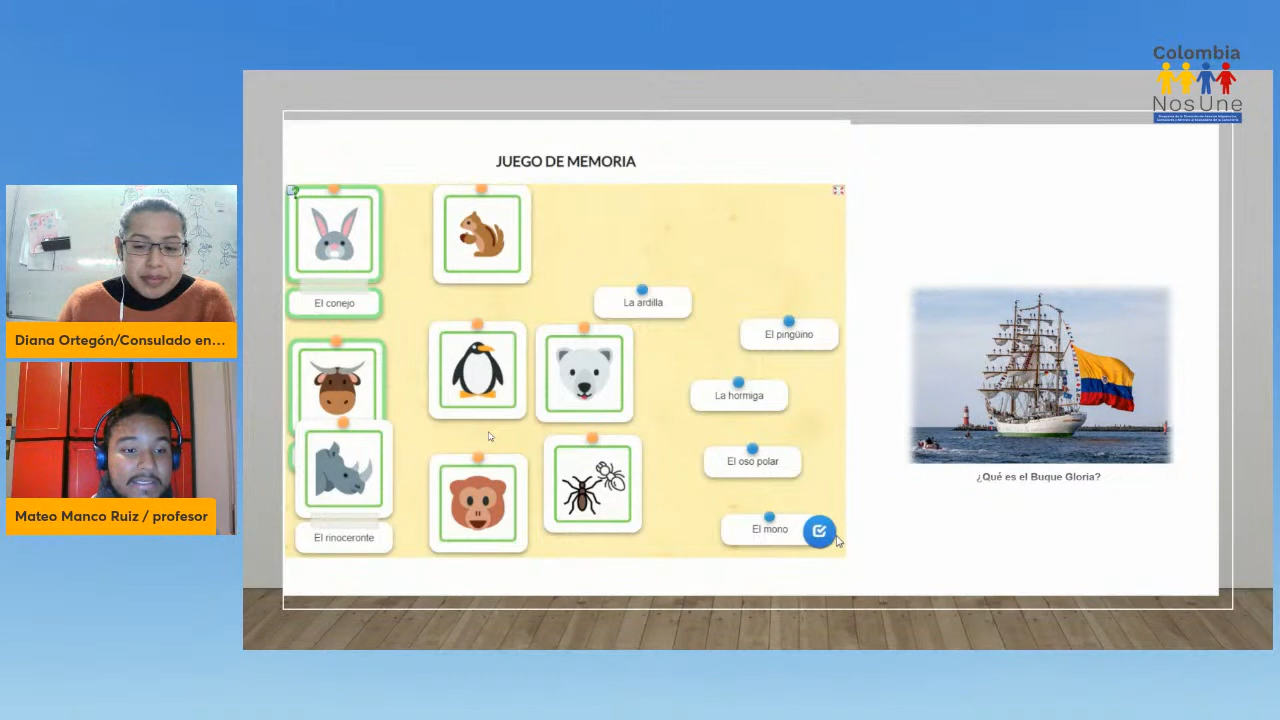 Colombia
NosUne
JUEGO DE MEMORIA
El conejo
La ardilla
El pingüino
La hormiga
El oso polar
El rinoceronte
El mono
¿Qué es el Buque Gloria?
Diana Ortegón/Consulado en...
Mateo Manco Ruiz / profesor